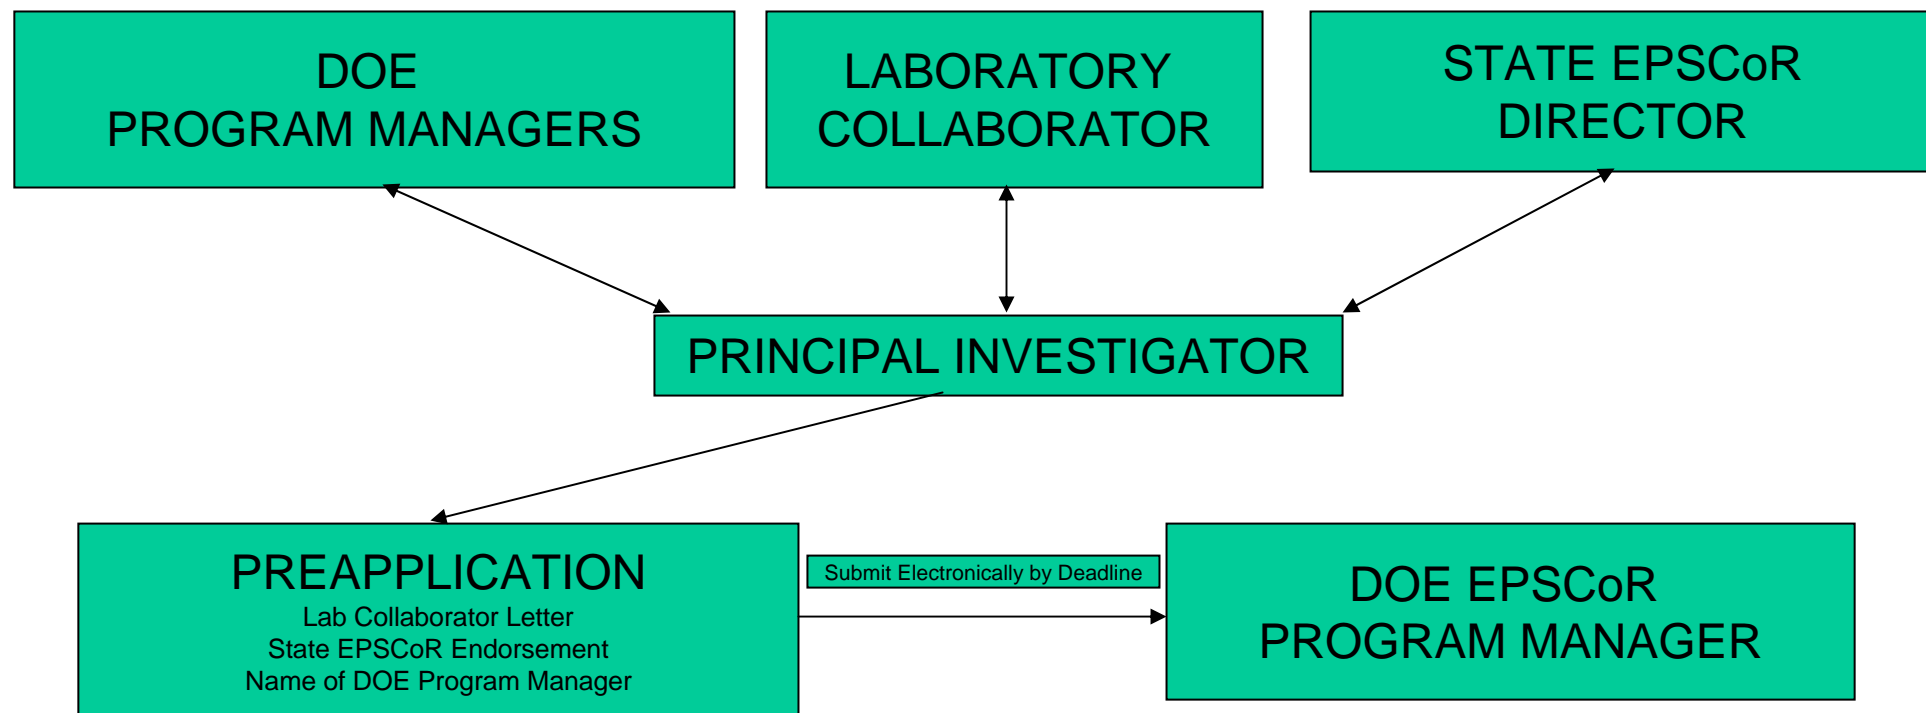 DOE
PROGRAM MANAGERS
LABORATORY
COLLABORATOR
STATE EPSCoR
DIRECTOR
PRINCIPAL INVESTIGATOR
PREAPPLICATION
Lab Collaborator Letter
State EPSCoR Endorsement
Name of DOE Program Manager
Submit Electronically by Deadline
DOE EPSCoR
PROGRAM MANAGER